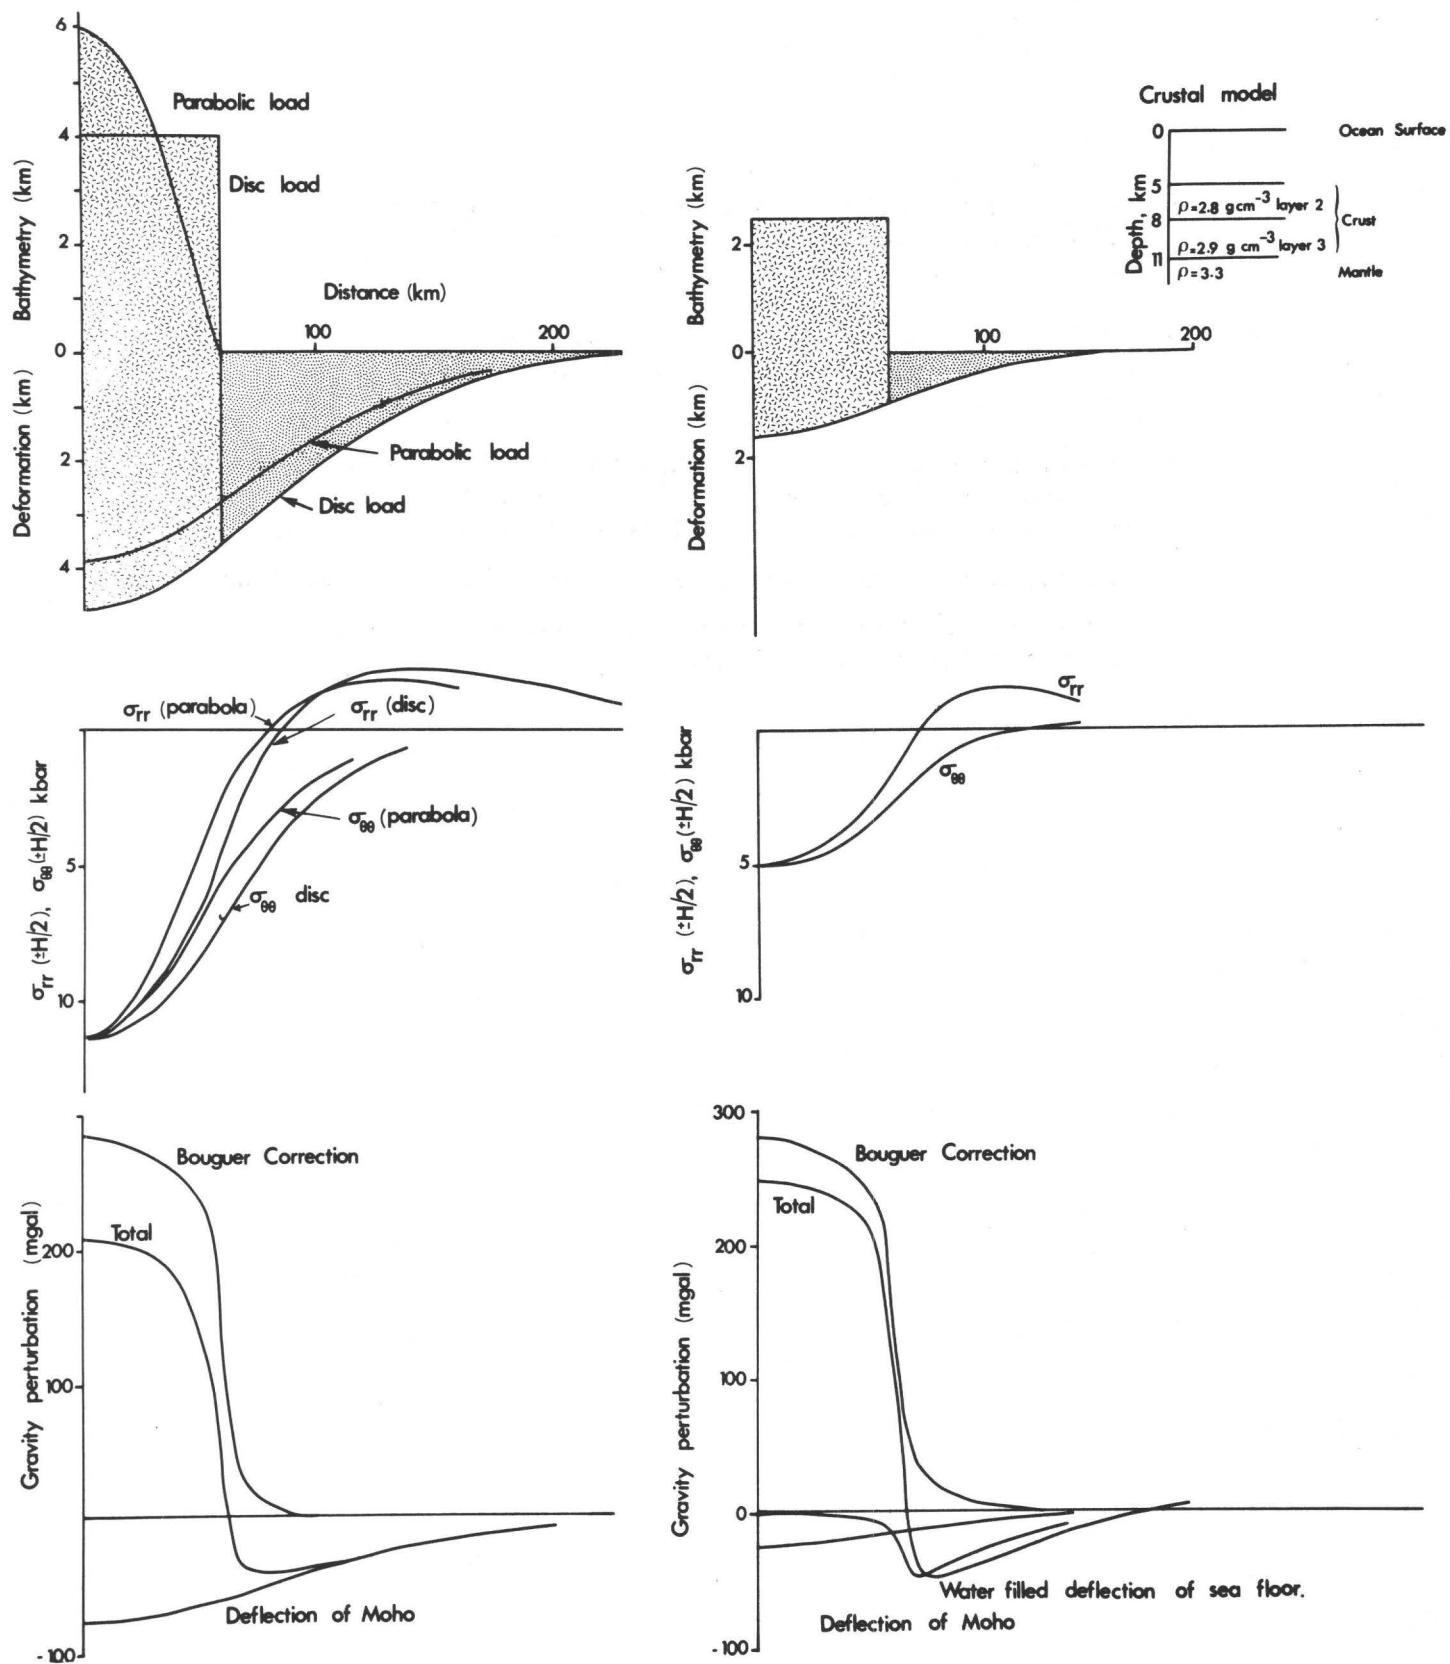 6
Parabolic load
4
Disc load
2
Bathymetry (km)
Distance (km)
100
200
0
Deformation (km)
2
Parabolic load
Disc load
4
Crustal model
0
Ocean Surface
5
ρ=2.8 gcm⁻³ layer 2
8
Crust
ρ=2.9 g cm⁻³ layer 3
11
ρ=3.3
Mantle
Depth, km
Bathymetry (km)
2
0
100
200
Deformation (km)
2
σrr (parabola)
σrr (disc)
σθθ (parabola)
5
σθθ disc
10
σrr (±H/2), σθθ(±H/2) kbar
σrr
σθθ
5
10
σrr (±H/2), σθθ(±H/2) kbar
Bouguer Correction
Total
200
100
Gravity perturbation (mgal)
Deflection of Moho
-100
300
Bouguer Correction
Total
200
100
0
Gravity perturbation (mgal)
Water filled deflection of sea floor.
Deflection of Moho
-100